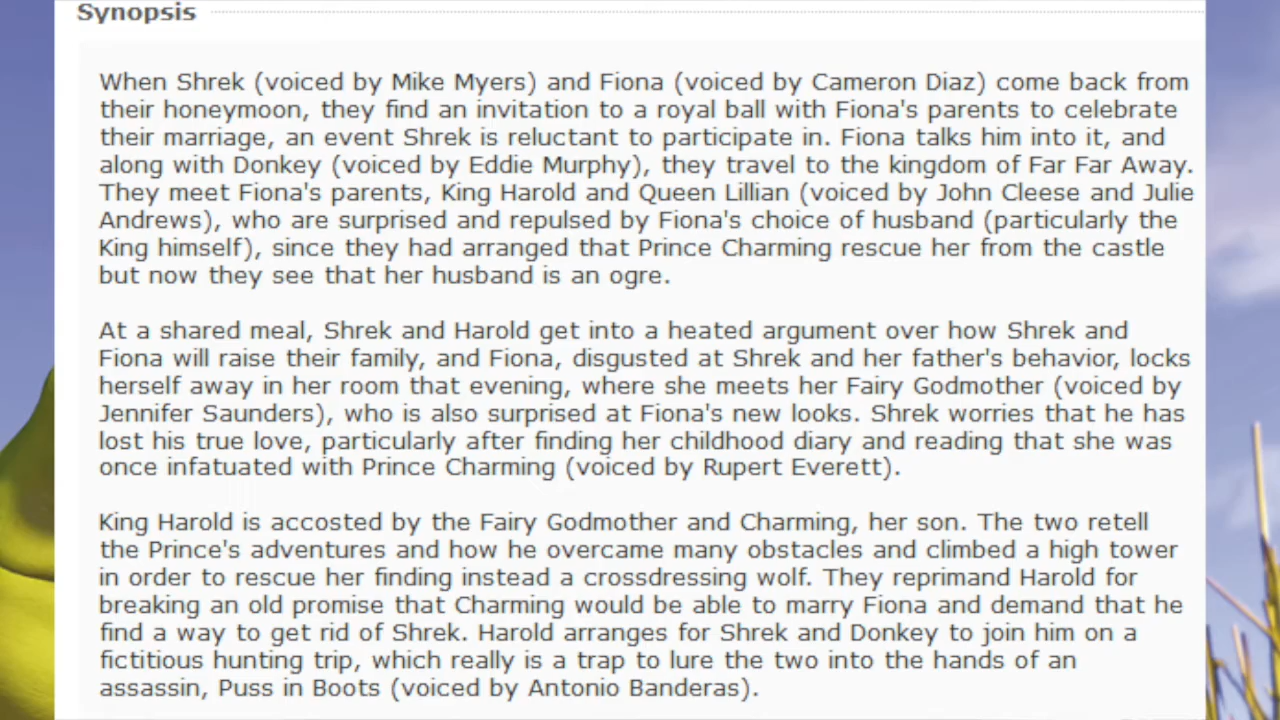 Synopsis
When Shrek (voiced by Mike Myers) and Fiona (voiced by Cameron Diaz) come back from
their honeymoon, they find an invitation to a royal ball with Fiona's parents to celebrate
their marriage, an event Shrek is reluctant to participate in. Fiona talks him into it, and
along with Donkey (voiced by Eddie Murphy), they travel to the kingdom of Far Far Away.
They meet Fiona's parents, King Harold and Queen Lillian (voiced by John Cleese and Julie
Andrews), who are surprised and repulsed by Fiona's choice of husband (particularly the
King himself), since they had arranged that Prince Charming rescue her from the castle
but now they see that her husband is an ogre.
At a shared meal, Shrek and Harold get into a heated argument over how Shrek and
Fiona will raise their family, and Fiona, disgusted at Shrek and her father's behavior, locks
herself away in her room that evening, where she meets her Fairy Godmother (voiced by
Jennifer Saunders), who is also surprised at Fiona's new looks. Shrek worries that he has
lost his true love, particularly after finding her childhood diary and reading that she was
once infatuated with Prince Charming (voiced by Rupert Everett).
King Harold is accosted by the Fairy Godmother and Charming, her son. The two retell
the Prince's adventures and how he overcame many obstacles and climbed a high tower
in order to rescue her finding instead a crossdressing wolf. They reprimand Harold for
breaking an old promise that Charming would be able to marry Fiona and demand that he
find a way to get rid of Shrek. Harold arranges for Shrek and Donkey to join him on a
fictitious hunting trip, which really is a trap to lure the two into the hands of an
assassin, Puss in Boots (voiced by Antonio Banderas).